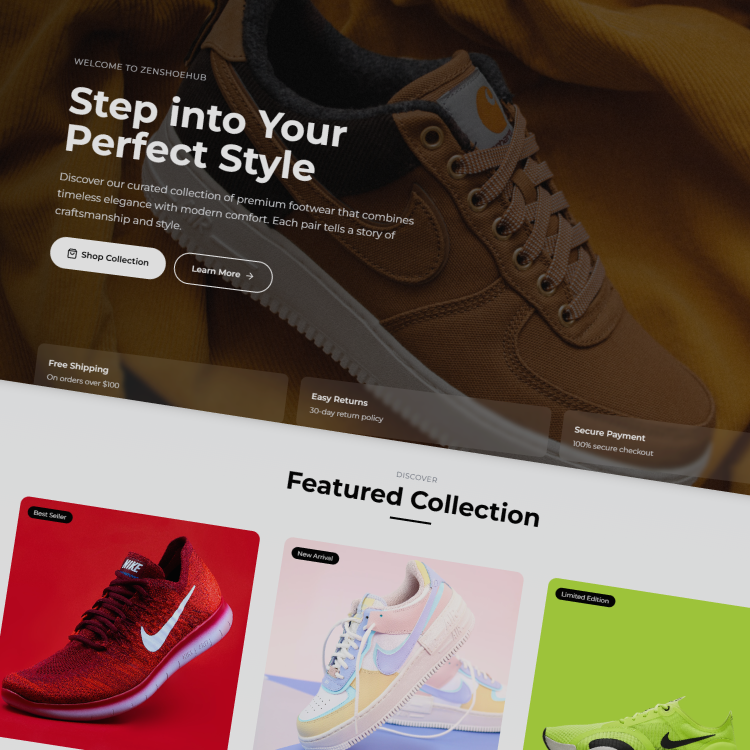 WELCOME TO ZENSHOEHUB
Step into Your
Perfect Style
Discover our curated collection of premium footwear that combines
timeless elegance with modern comfort. Each pair tells a story of
craftsmanship and style.
Shop Collection
Learn More
Free Shipping
On orders over $100
Easy Returns
30-day return policy
Secure Payment
100% secure checkout
DISCOVER
Featured Collection
Best Seller
New Arrival
Limited Edition
NIKE